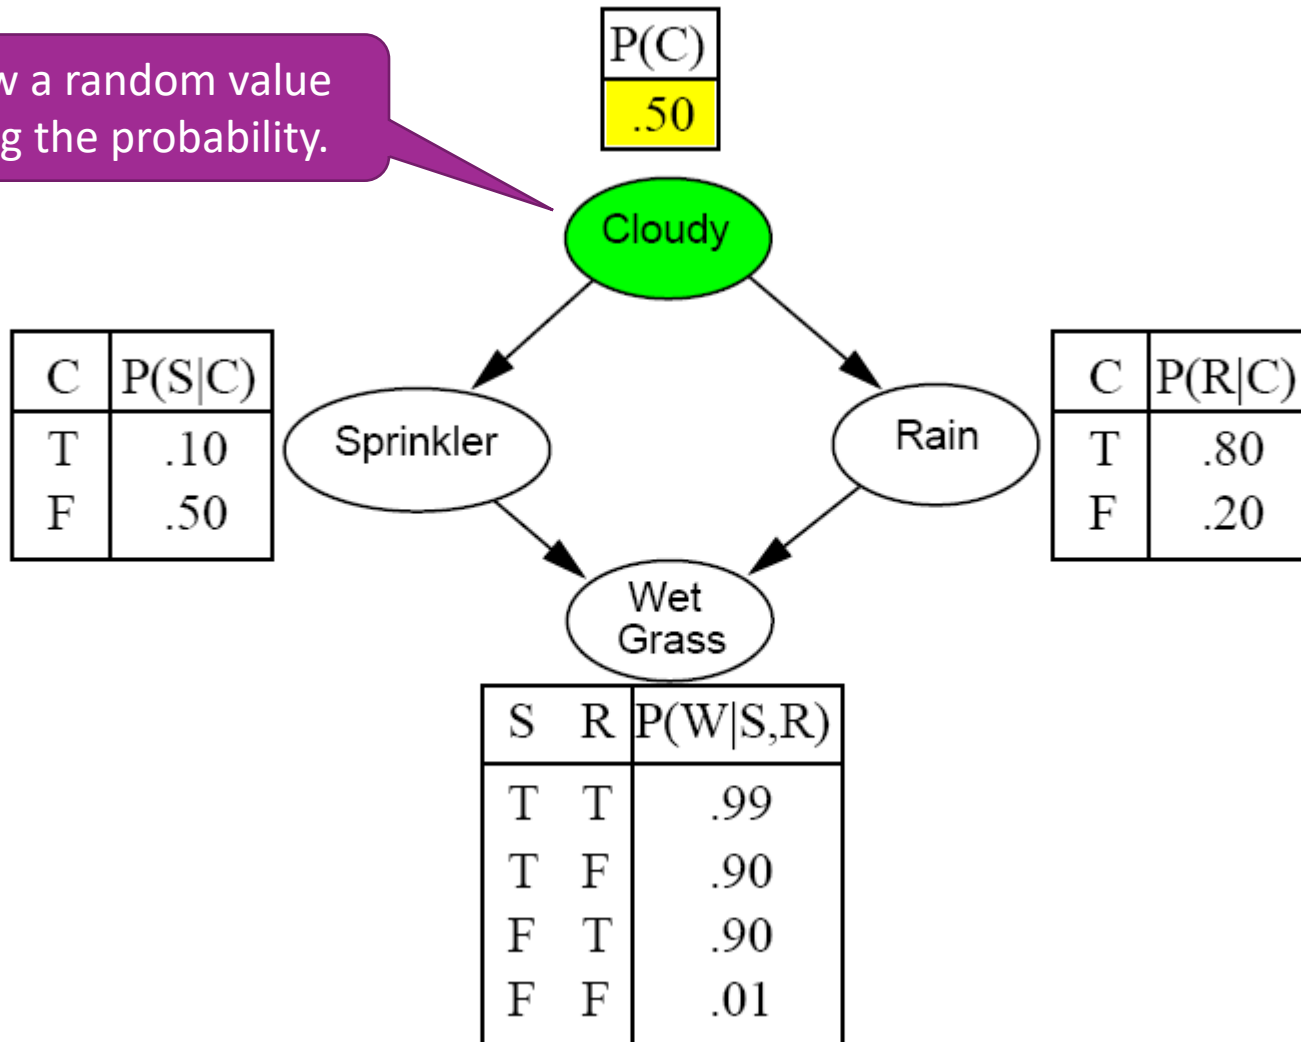 P(C)
.50
a random value
the probability.
Cloudy
C P(S|C)
T .10
F .50
Sprinkler
Rain
C P(R|C)
T .80
F .20
Wet
Grass
S R P(W|S,R)
T T .99
T F .90
F T .90
F F .01